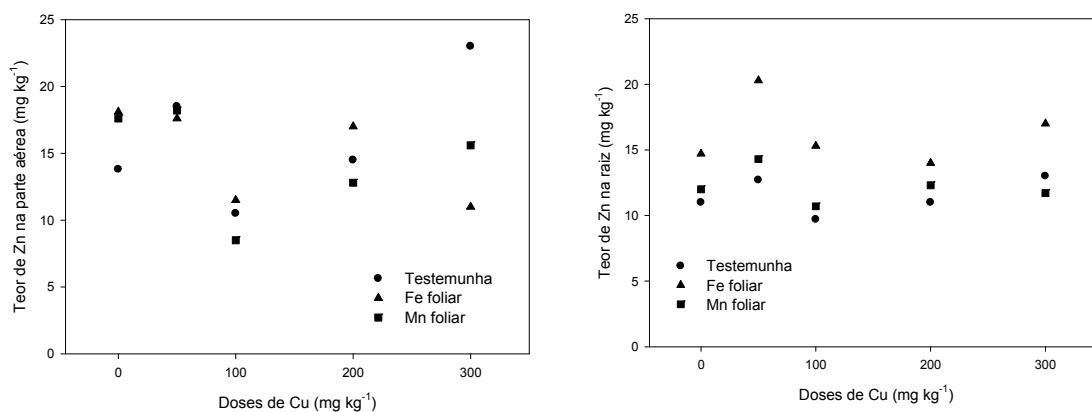 Teor de Zn na parte aérea (mg kg⁻¹)
25
20
15
10
5
0
Testemunha
Fe foliar
Mn foliar
0
100
200
300
Doses de Cu (mg kg⁻¹)
Teor de Zn na raiz (mg kg⁻¹)
25
20
15
10
5
0
Testemunha
Fe foliar
Mn foliar
0
100
200
300
Doses de Cu (mg kg⁻¹)